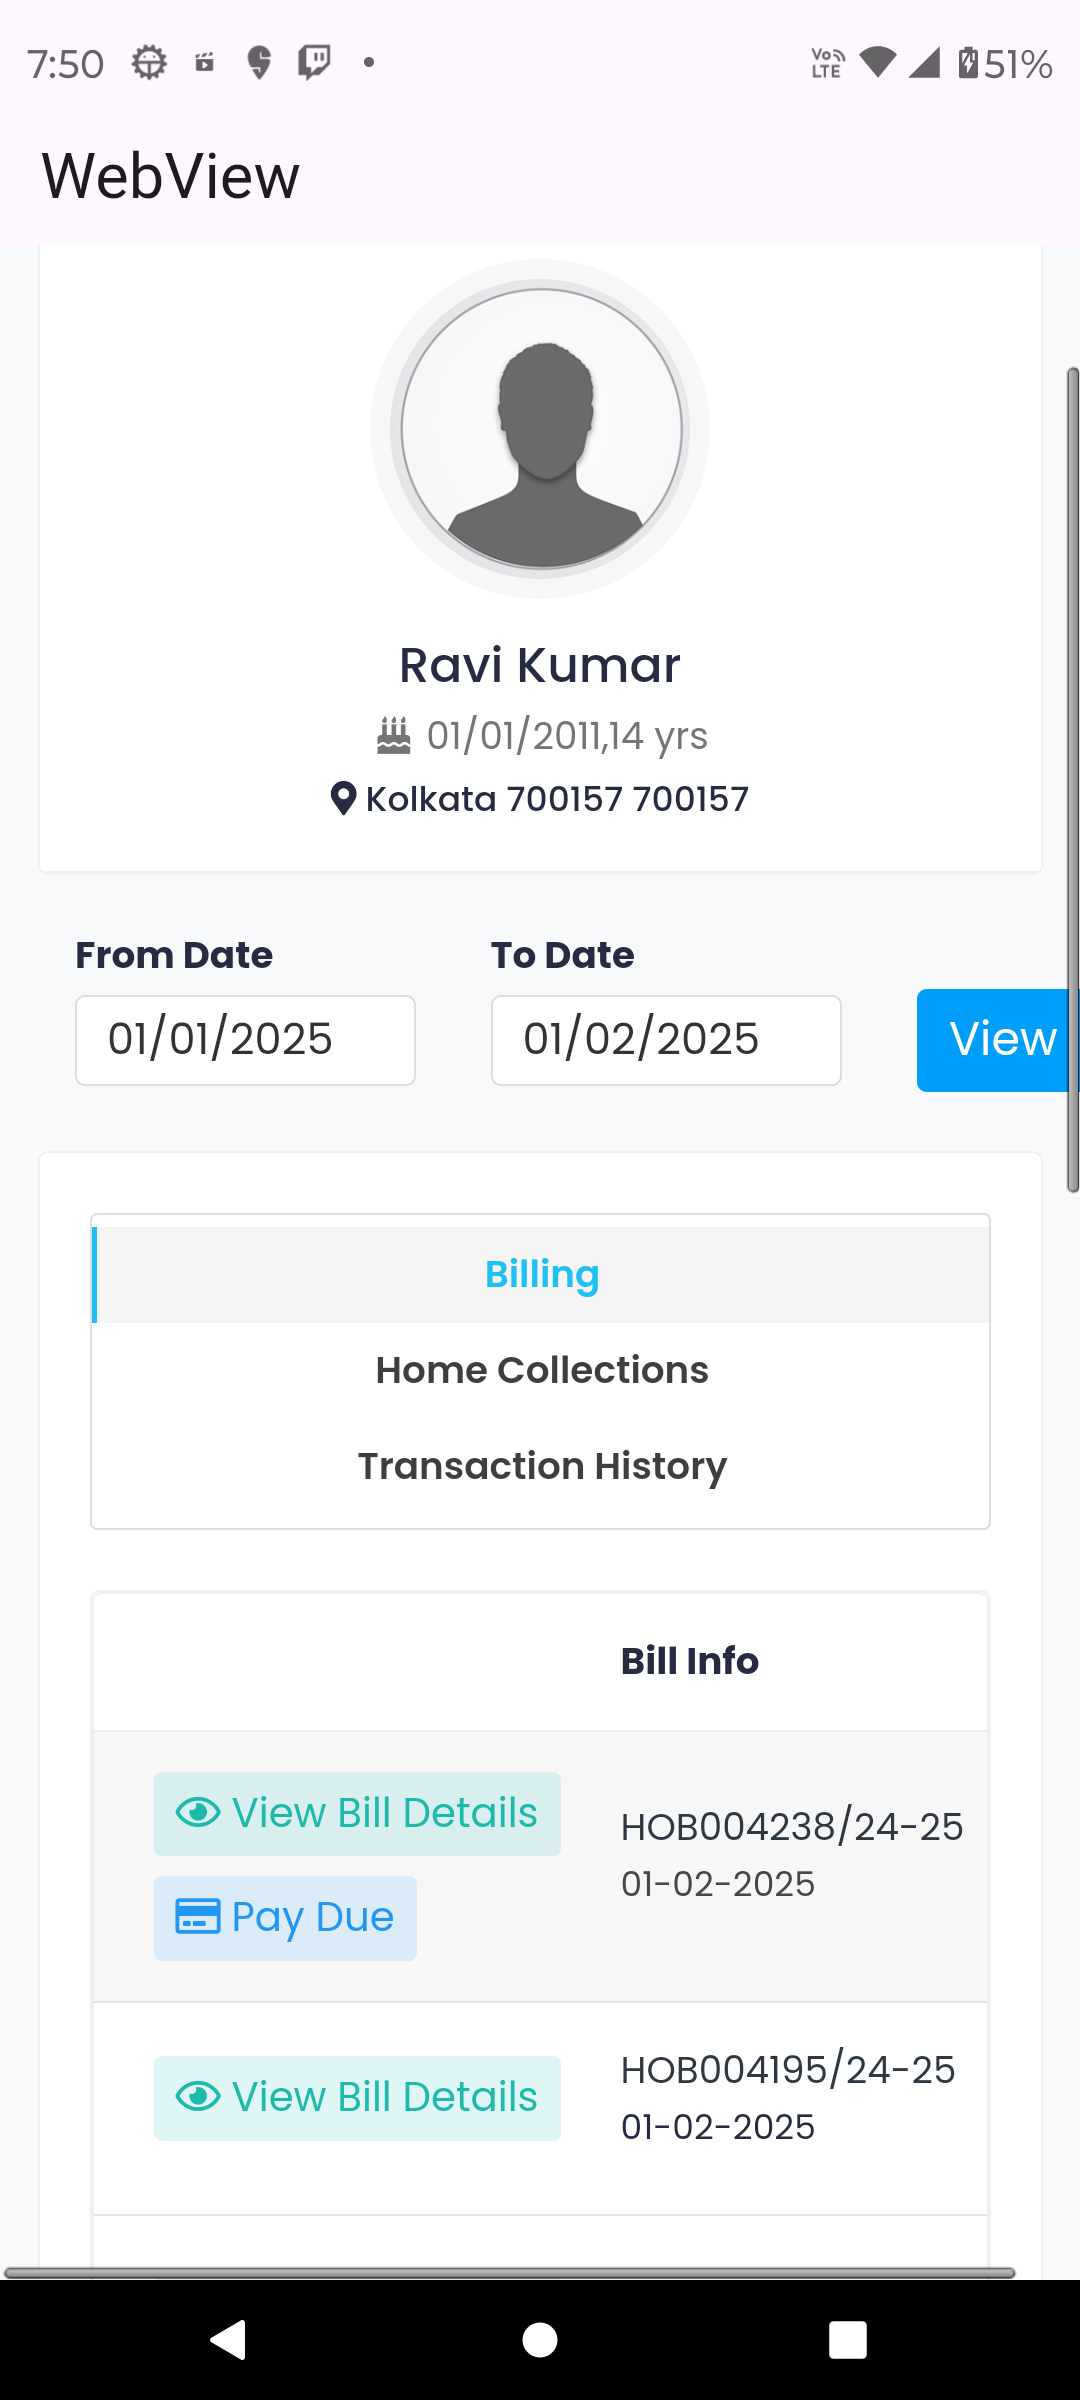 7:50 Vo LTE 51%
WebView
Ravi Kumar
01/01/2011,14 yrs
Kolkata 700157 700157
From Date To Date
01/01/2025 01/02/2025 View
Billing
Home Collections
Transaction History
Bill Info
View Bill Details HOB004238/24-25
01-02-2025
Pay Due
HOB004195/24-25
View Bill Details
01-02-2025